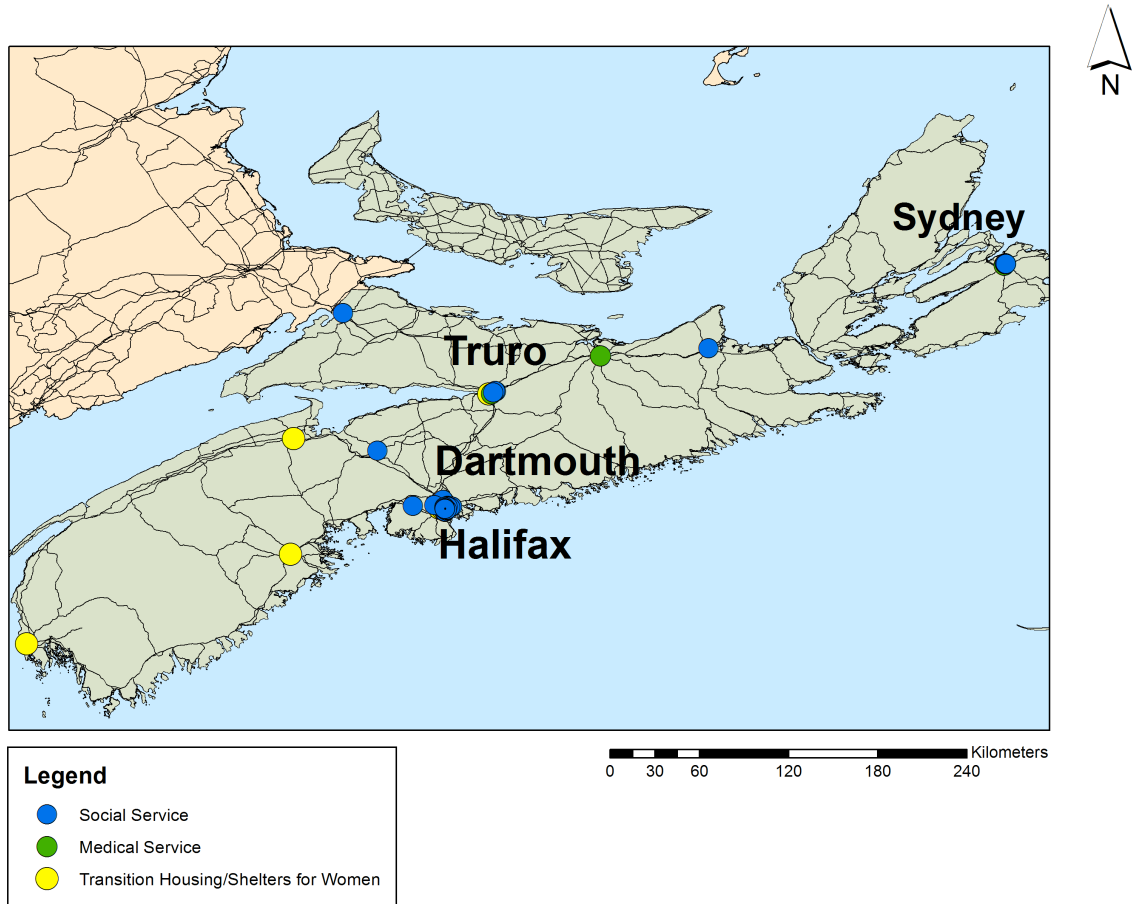 N
Sydney
Truro
Dartmouth
Halifax
Kilometers
0 30 60 120 180 240
Legend
Social Service
Medical Service
Transition Housing/Shelters for Women